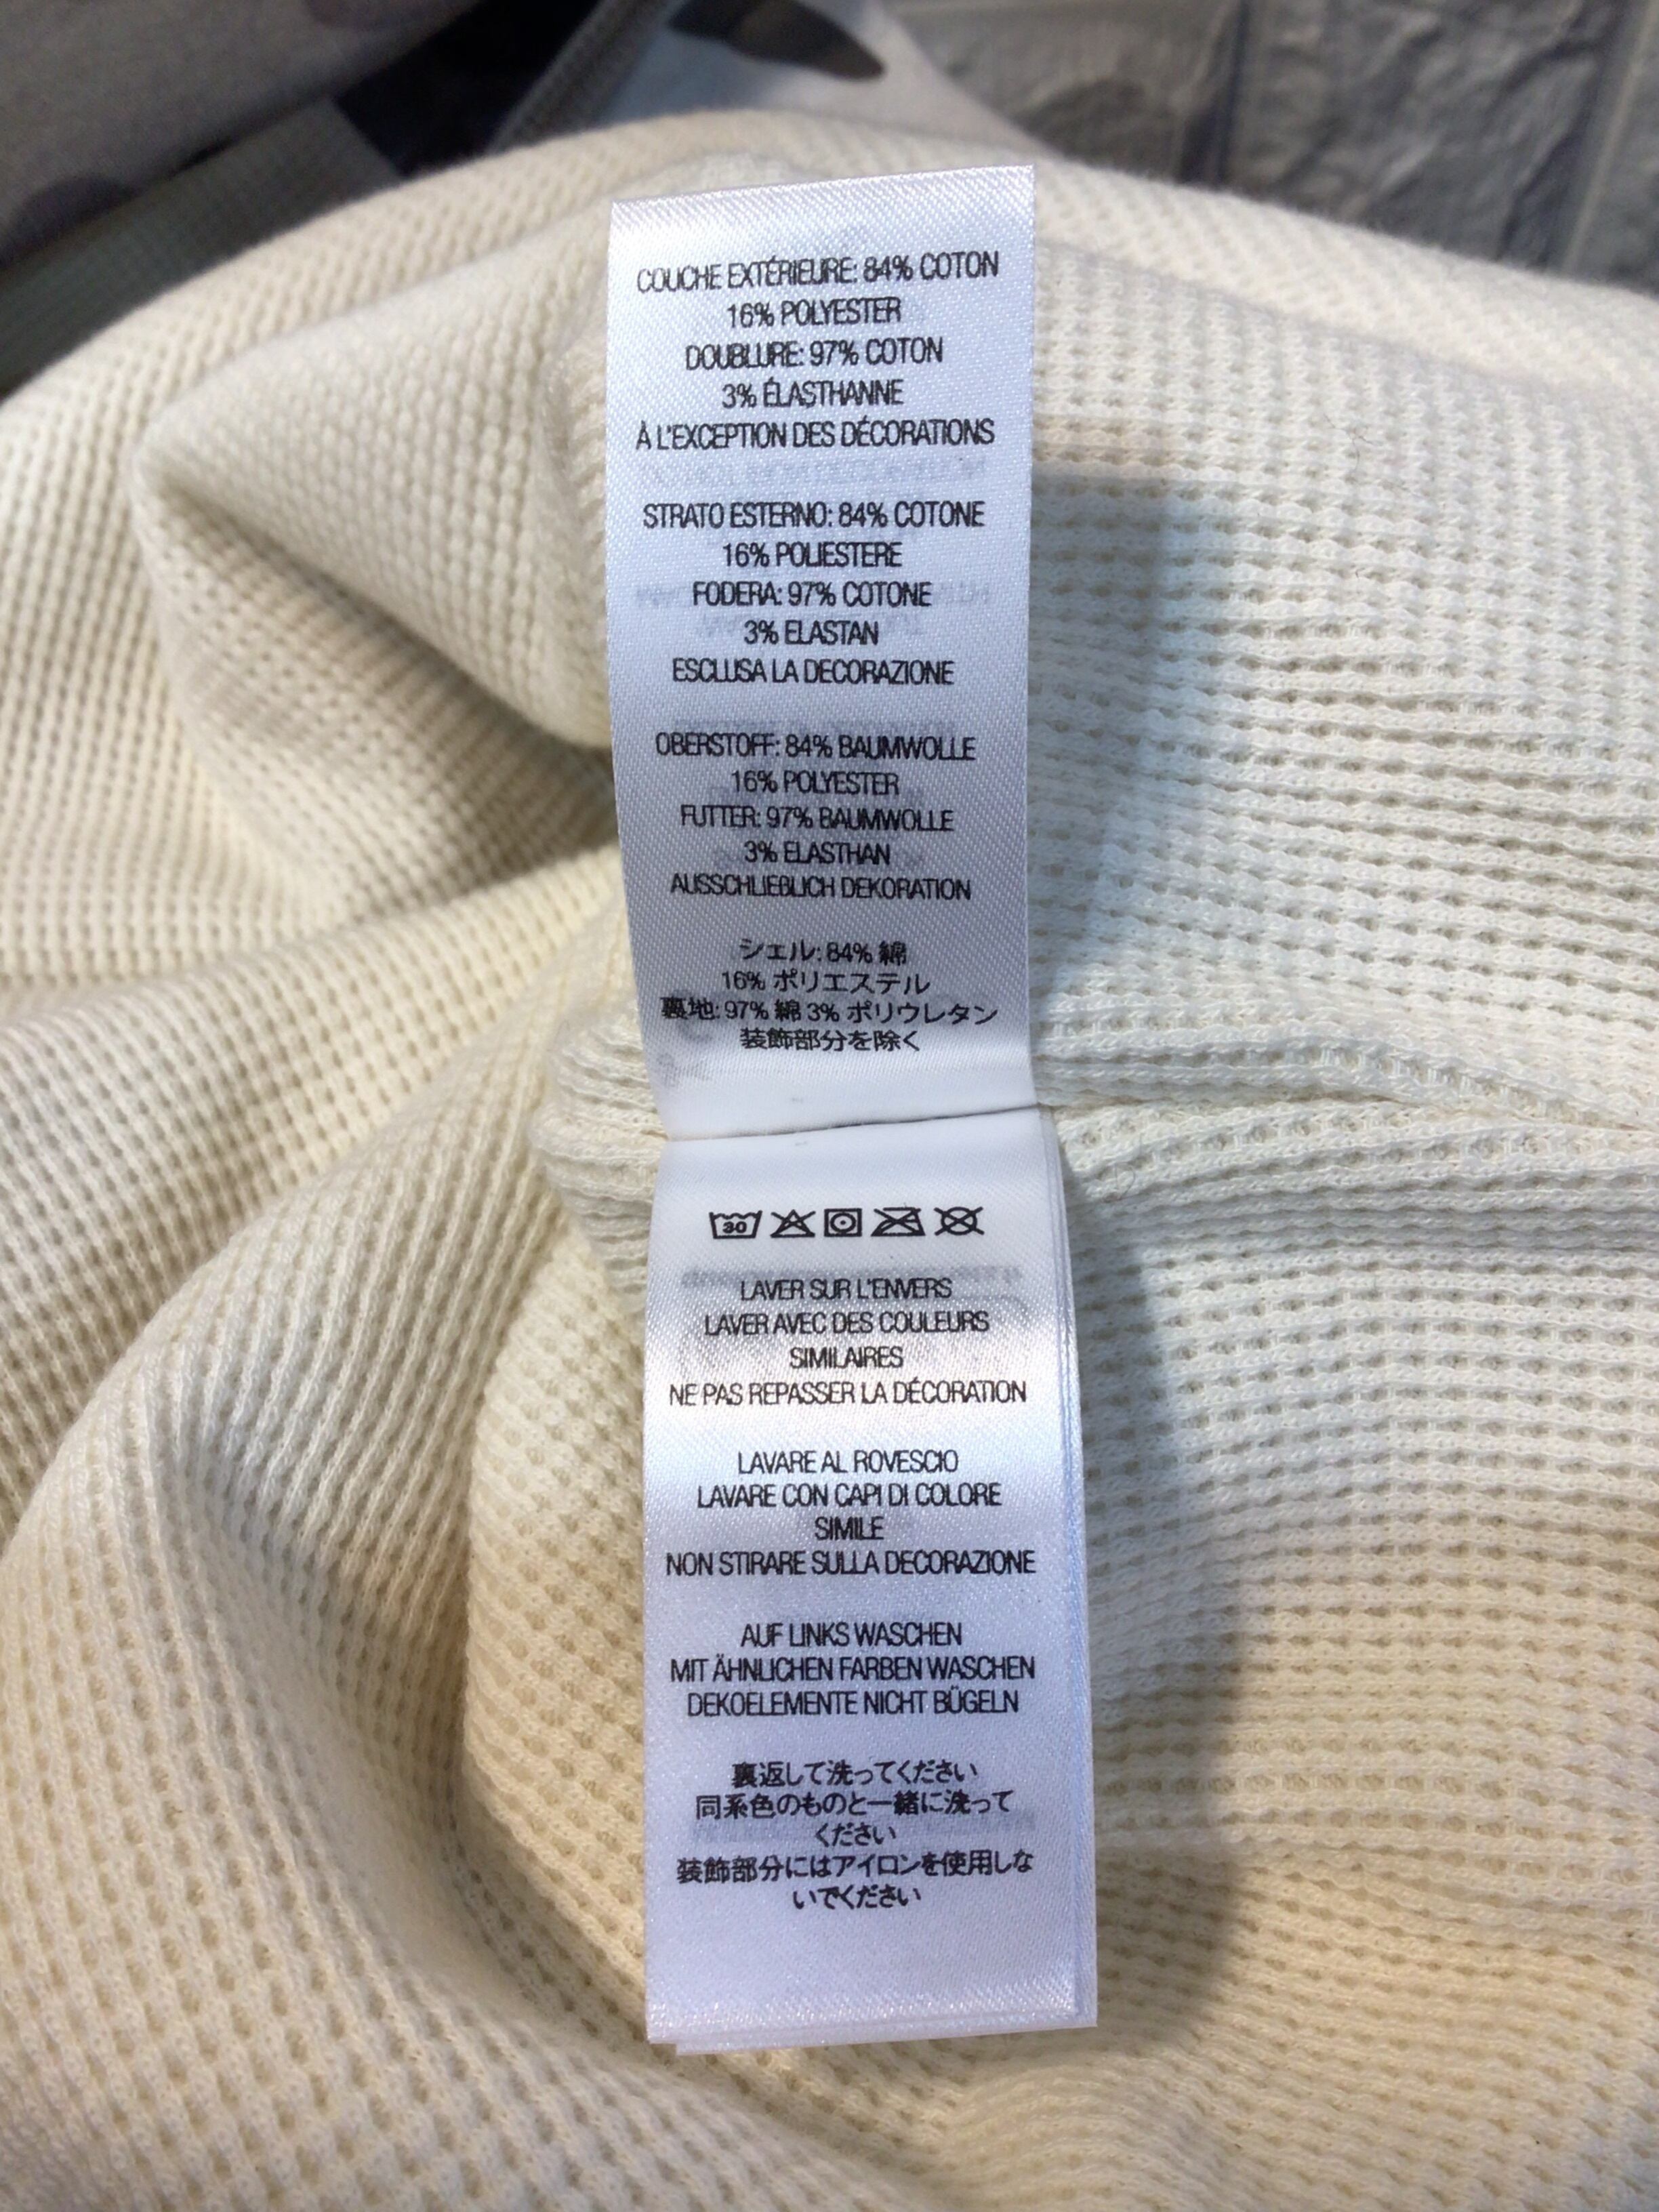 COUCHE EXTÉRIEURE: 84% COTON
16% POLYESTER
DOUBLURE: 97% COTON
3% ÉLASTHANNE
À L'EXCEPTION DES DÉCORATIONS
STRATO ESTERNO: 84% COTONE
16% POLIESTERE
FODERA: 97% COTONE
3% ELASTAN
ESCLUSA LA DECORAZIONE
OBERSTOFF: 84% BAUMWOLLE
16% POLYESTER
FUTTER: 97% BAUMWOLLE
3% ELASTHAN
AUSSCHLIEßLICH DEKORATION
シェル: 84% 綿
16% ポリエステル
裏地: 97% 綿 3% ポリウレタン
装飾部分を除く
30
LAVER SUR L'ENVERS
LAVER AVEC DES COULEURS
SIMILAIRES
NE PAS REPASSER LA DÉCORATION
LAVARE AL ROVESCIO
LAVARE CON CAPI DI COLORE
SIMILE
NON STIRARE SULLA DECORAZIONE
AUF LINKS WASCHEN
MIT ÄHNLICHEN FARBEN WASCHEN
DEKOELEMENTE NICHT BÜGELN
裏返して洗ってください
同系色のものと一緒に洗って
ください
装飾部分にはアイロンを使用しな
いでください